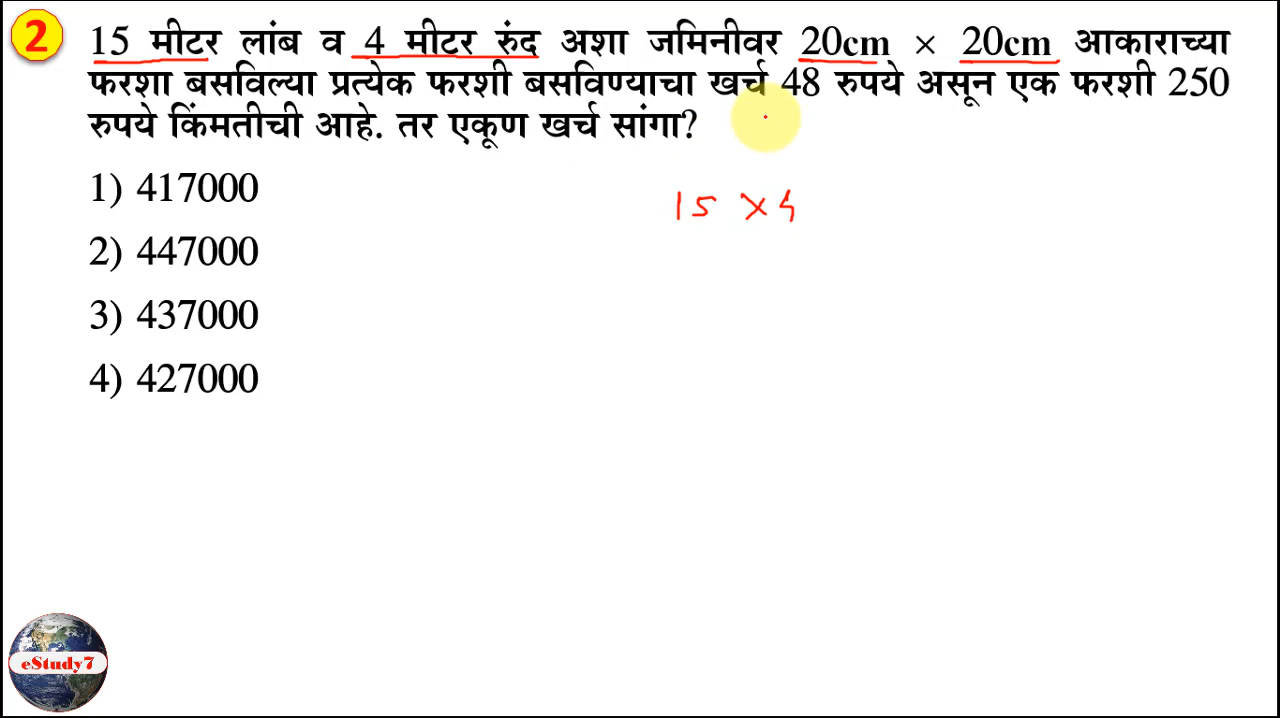 2 15 मीटर लांब व 4 मीटर रुंद अशा जमिनीवर 20cm × 20cm आकाराच्या
फरशा बसविल्या प्रत्येक फरशी बसविण्याचा खर्च 48 रुपये असून एक फरशी 250
रुपये किंमतीची आहे. तर एकूण खर्च सांगा?
1) 417000
15 × 4
2) 447000
3) 437000
4) 427000
eStudy7